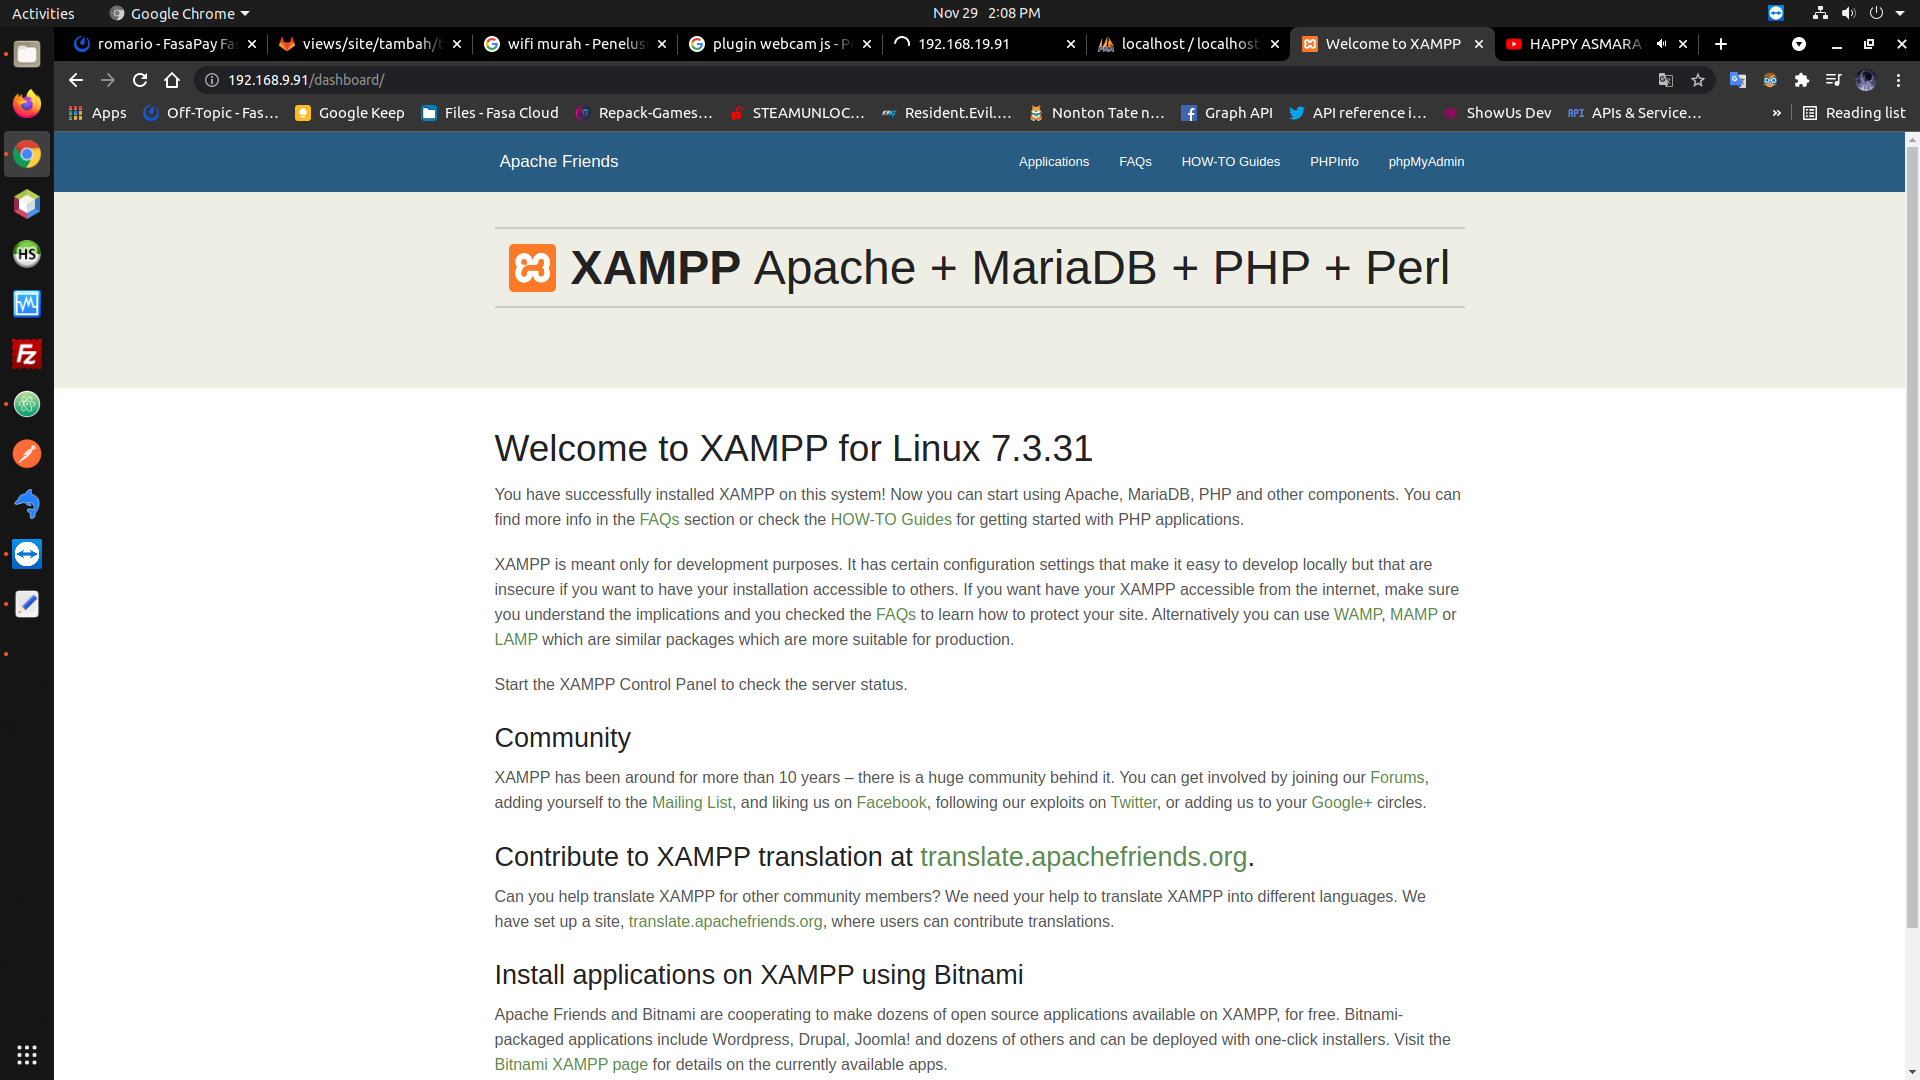 Activities
Google Chrome
Nov 29 2:08 PM
romario - FasaPay Fas
views/site/tambah/t
wifi murah - Penelus
plugin webcam js - P
192.168.19.91
localhost / localhost
Welcome to XAMPP
HAPPY ASMARA
192.168.9.91/dashboard/
Apps
Off-Topic - Fas…
Google Keep
Files - Fasa Cloud
Repack-Games…
STEAMUNLOC…
Resident.Evil.…
Nonton Tate n…
Graph API
API reference i…
ShowUs Dev
API
APIs & Service…
»
Reading list
Apache Friends
Applications
FAQs
HOW-TO Guides
PHPInfo
phpMyAdmin
HS
Fz
XAMPP Apache + MariaDB + PHP + Perl
Welcome to XAMPP for Linux 7.3.31
You have successfully installed XAMPP on this system! Now you can start using Apache, MariaDB, PHP and other components. You can
find more info in the FAQs section or check the HOW-TO Guides for getting started with PHP applications.
XAMPP is meant only for development purposes. It has certain configuration settings that make it easy to develop locally but that are
insecure if you want to have your installation accessible to others. If you want have your XAMPP accessible from the internet, make sure
you understand the implications and you checked the FAQs to learn how to protect your site. Alternatively you can use WAMP, MAMP or
LAMP which are similar packages which are more suitable for production.
Start the XAMPP Control Panel to check the server status.
Community
XAMPP has been around for more than 10 years – there is a huge community behind it. You can get involved by joining our Forums,
adding yourself to the Mailing List, and liking us on Facebook, following our exploits on Twitter, or adding us to your Google+ circles.
Contribute to XAMPP translation at translate.apachefriends.org.
Can you help translate XAMPP for other community members? We need your help to translate XAMPP into different languages. We
have set up a site, translate.apachefriends.org, where users can contribute translations.
Install applications on XAMPP using Bitnami
Apache Friends and Bitnami are cooperating to make dozens of open source applications available on XAMPP, for free. Bitnami-
packaged applications include Wordpress, Drupal, Joomla! and dozens of others and can be deployed with one-click installers. Visit the
Bitnami XAMPP page for details on the currently available apps.